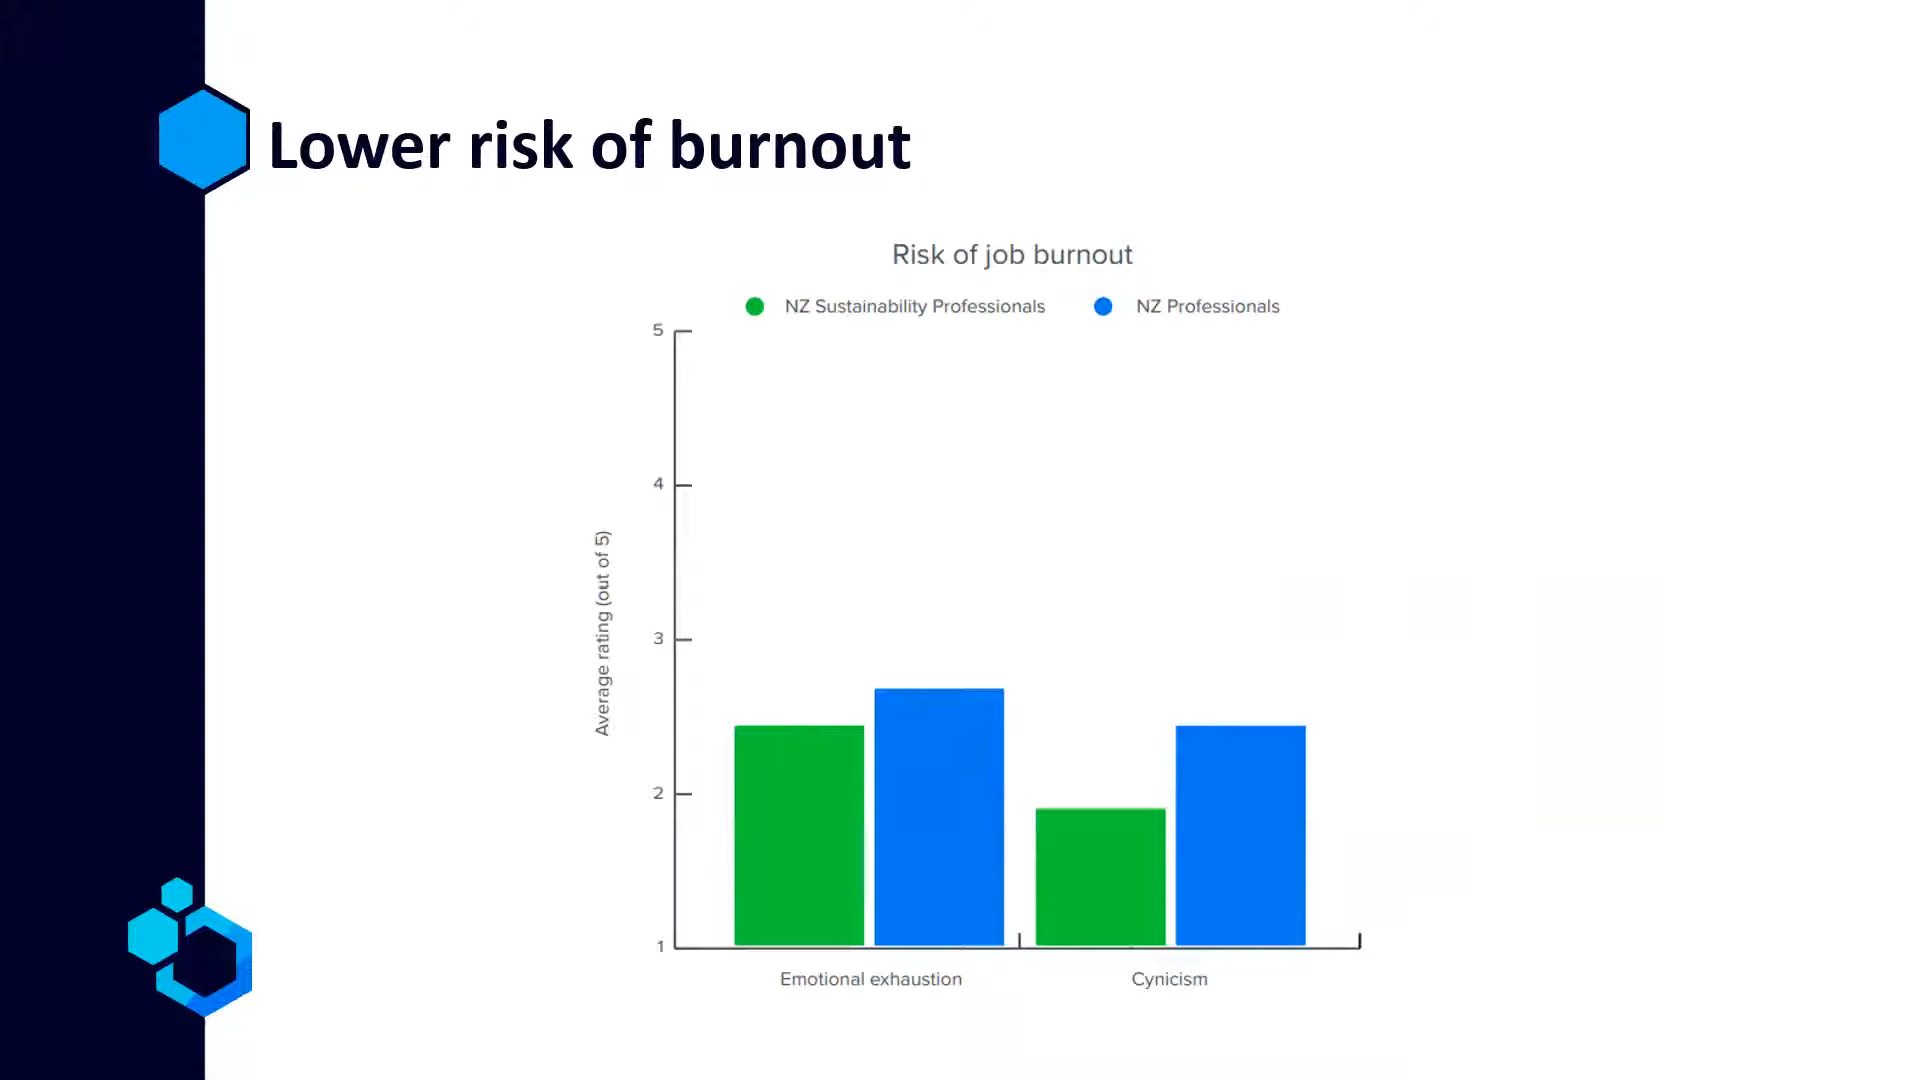 Lower risk of burnout
Risk of job burnout
NZ Sustainability Professionals
NZ Professionals
5
4
3
2
1
Average rating (out of 5)
Emotional exhaustion
Cynicism